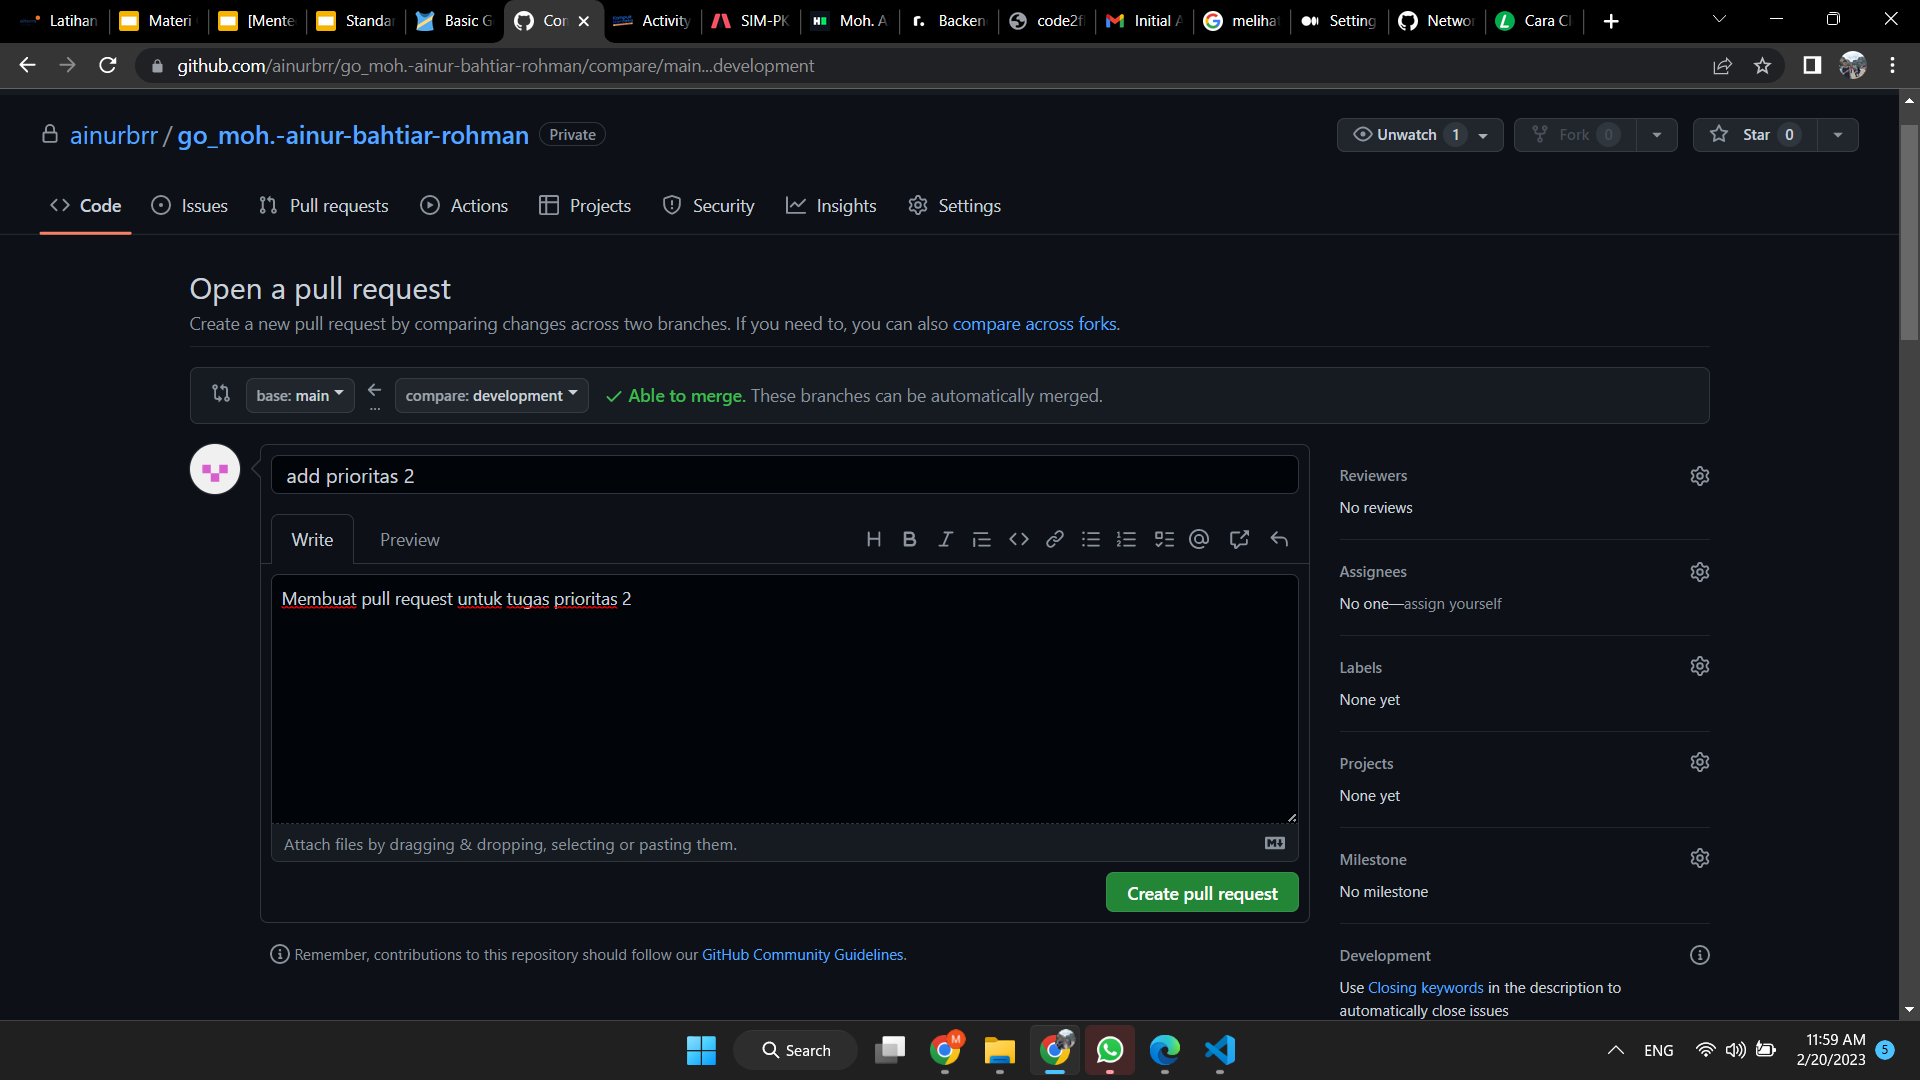 Latihan
Materi
[Mente
Standa
Basic G
Con
Activity
SIM-PK
Moh. A
Backen
code2f
Initial A
meliha
Setting
Networ
Cara C
github.com/ainurbrr/go_moh.-ainur-bahtiar-rohman/compare/main...development
ainurbrr / go_moh.-ainur-bahtiar-rohman Private
Unwatch 1
Fork 0
Star 0
Code
Issues
Pull requests
Actions
Projects
Security
Insights
Settings
Open a pull request
Create a new pull request by comparing changes across two branches. If you need to, you can also compare across forks.
base: main
...
compare: development
Able to merge. These branches can be automatically merged.
add prioritas 2
Write
Preview
Membuat pull request untuk tugas prioritas 2
Attach files by dragging & dropping, selecting or pasting them.
Create pull request
Remember, contributions to this repository should follow our GitHub Community Guidelines.
Reviewers
No reviews
Assignees
No one—assign yourself
Labels
None yet
Projects
None yet
Milestone
No milestone
Development
Use Closing keywords in the description to
automatically close issues
Search
M
ENG
11:59 AM
2/20/2023
5